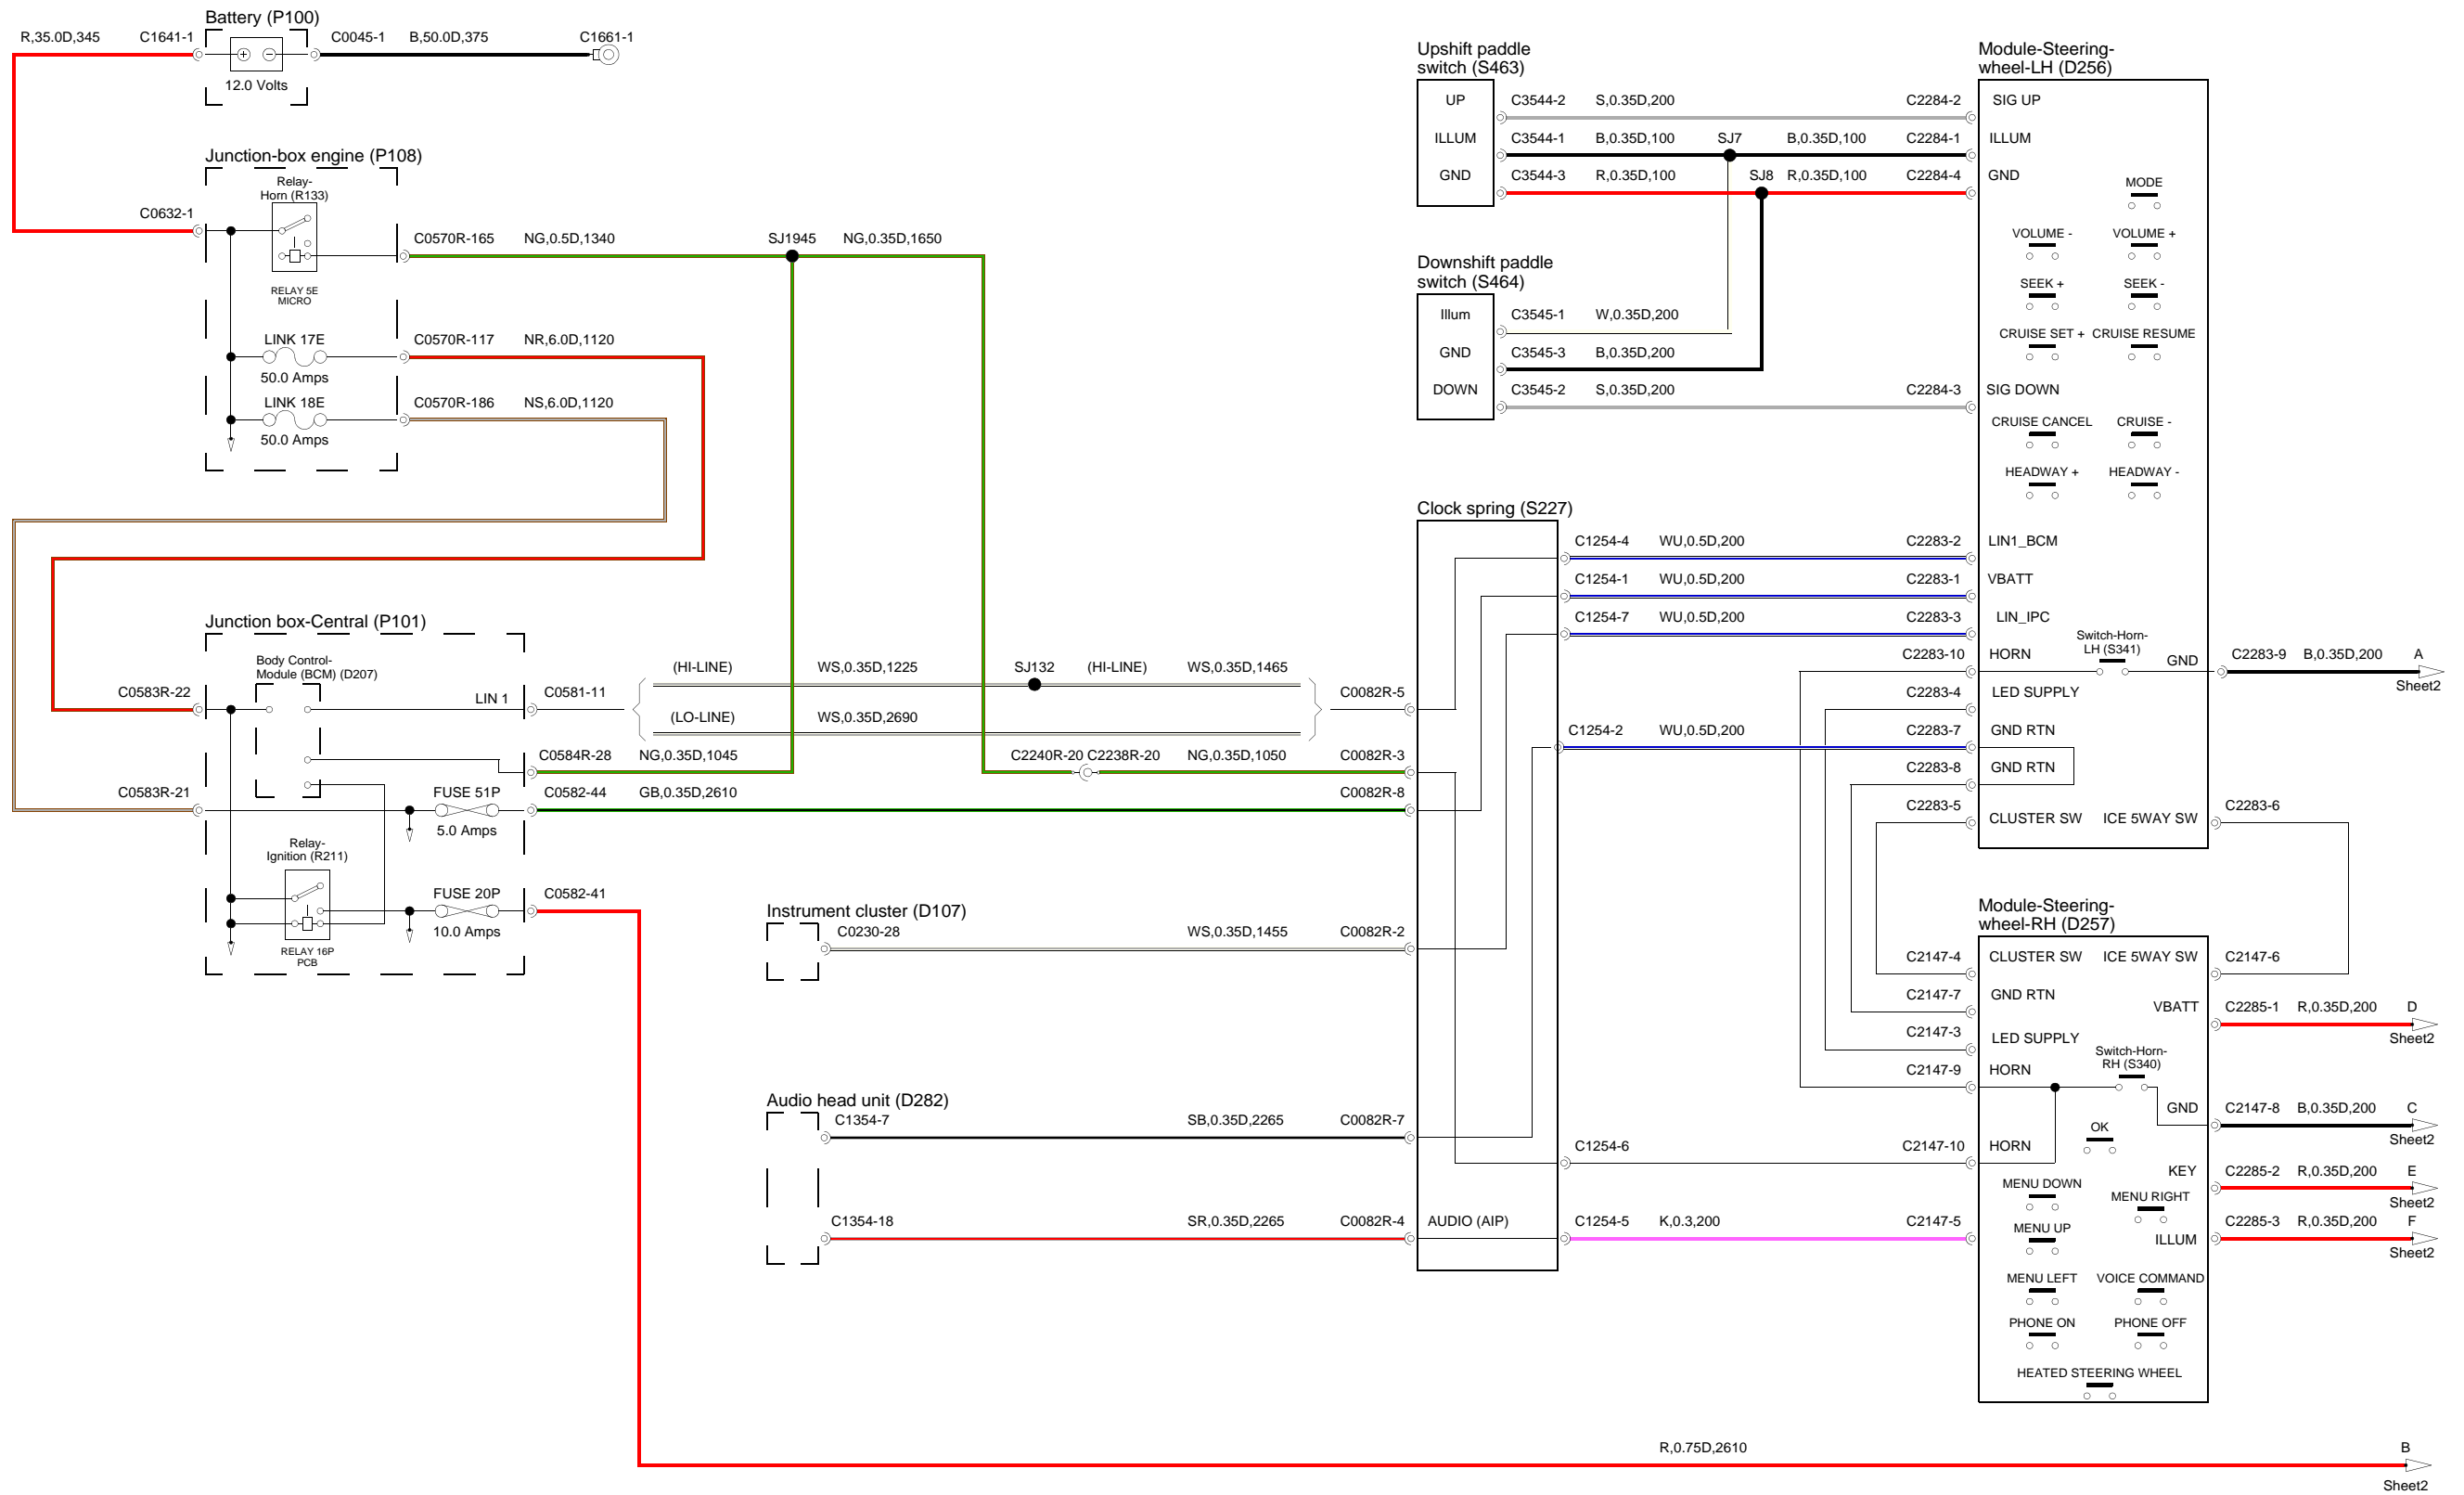 Battery (P100)
R,35.0D,345
C1641-1
C0045-1
B,50.0D,375
C1661-1
12.0 Volts
Junction-box engine (P108)
Relay-
Horn (R133)
C0632-1
C0570R-165
NG,0.5D,1340
SJ1945
NG,0.35D,1650
RELAY 5E
MICRO
LINK 17E
C0570R-117
NR,6.0D,1120
50.0 Amps
LINK 18E
C0570R-186
NS,6.0D,1120
50.0 Amps
Junction box-Central (P101)
Body Control-
Module (BCM) (D207)
C0583R-22
LIN 1
C0581-11
(HI-LINE)
WS,0.35D,1225
SJ132
(HI-LINE)
WS,0.35D,1465
C0082R-5
(LO-LINE)
WS,0.35D,2690
C0584R-28
NG,0.35D,1045
C2240R-20
C2238R-20
NG,0.35D,1050
C0082R-3
C0583R-21
FUSE 51P
C0582-44
GB,0.35D,2610
C0082R-8
5.0 Amps
Relay-
Ignition (R211)
FUSE 20P
C0582-41
10.0 Amps
RELAY 16P
PCB
Instrument cluster (D107)
C0230-28
WS,0.35D,1455
C0082R-2
Audio head unit (D282)
C1354-7
SB,0.35D,2265
C0082R-7
C1354-18
SR,0.35D,2265
C0082R-4
Upshift paddle
switch (S463)
UP
C3544-2
S,0.35D,200
C2284-2
ILLUM
C3544-1
B,0.35D,100
SJ7
B,0.35D,100
C2284-1
GND
C3544-3
R,0.35D,100
SJ8
R,0.35D,100
C2284-4
Downshift paddle
switch (S464)
Illum
C3545-1
W,0.35D,200
GND
C3545-3
B,0.35D,200
DOWN
C3545-2
S,0.35D,200
C2284-3
Clock spring (S227)
C1254-4
WU,0.5D,200
C2283-2
C1254-1
WU,0.5D,200
C2283-1
C1254-7
WU,0.5D,200
C2283-3
C2283-10
C2283-4
C1254-2
WU,0.5D,200
C2283-7
C2283-8
C2283-5
C1254-6
AUDIO (AIP)
C1254-5
K,0.3,200
Module-Steering-
wheel-LH (D256)
SIG UP
ILLUM
GND
MODE
VOLUME -
VOLUME +
SEEK +
SEEK -
CRUISE SET +
CRUISE RESUME
SIG DOWN
CRUISE CANCEL
CRUISE -
HEADWAY +
HEADWAY -
LIN1_BCM
VBATT
LIN_IPC
Switch-Horn-
LH (S341)
HORN
GND
C2283-9
B,0.35D,200
A
Sheet2
LED SUPPLY
GND RTN
GND RTN
CLUSTER SW
ICE 5WAY SW
C2283-6
Module-Steering-
wheel-RH (D257)
C2147-4
CLUSTER SW
ICE 5WAY SW
C2147-6
C2147-7
GND RTN
VBATT
C2285-1
R,0.35D,200
D
Sheet2
C2147-3
LED SUPPLY
Switch-Horn-
RH (S340)
C2147-9
HORN
GND
C2147-8
B,0.35D,200
C
Sheet2
OK
C2147-10
HORN
KEY
C2285-2
R,0.35D,200
E
Sheet2
MENU DOWN
MENU RIGHT
C2147-5
MENU UP
ILLUM
C2285-3
R,0.35D,200
F
Sheet2
MENU LEFT
VOICE COMMAND
PHONE ON
PHONE OFF
HEATED STEERING WHEEL
R,0.75D,2610
B
Sheet2